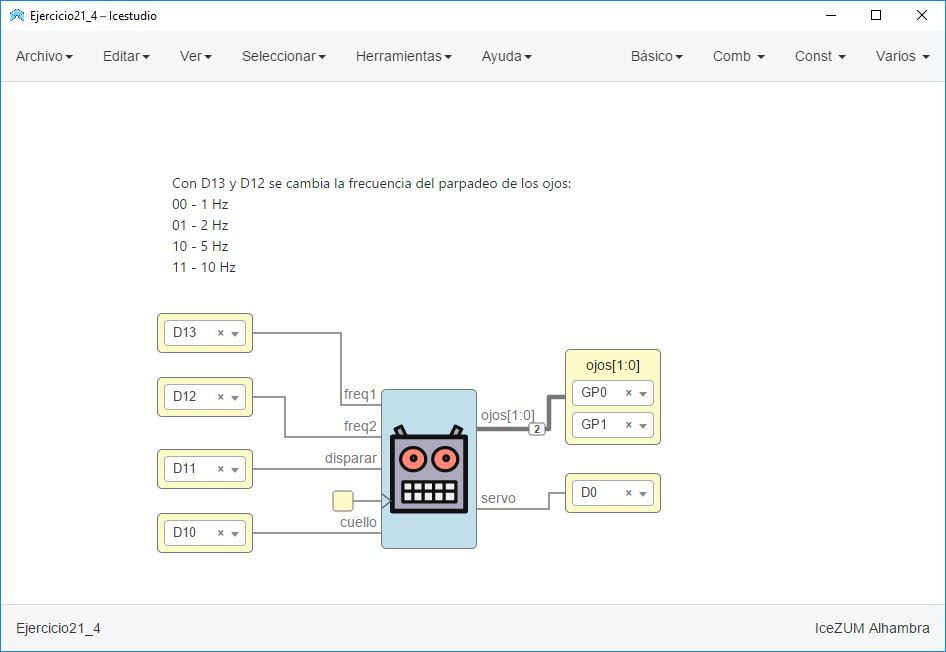 Ejercicio21_4 – Icestudio
Archivo Editar Ver Seleccionar Herramientas Ayuda Básico Comb Const Varios
Con D13 y D12 se cambia la frecuencia del parpadeo de los ojos:
00 - 1 Hz
01 - 2 Hz
10 - 5 Hz
11 - 10 Hz
D13 ×
D12 ×
D11 ×
D10 ×
freq1
freq2
disparar
cuello
ojos[1:0]
2
servo
ojos[1:0]
GP0 ×
GP1 ×
D0 ×
Ejercicio21_4 IceZUM Alhambra